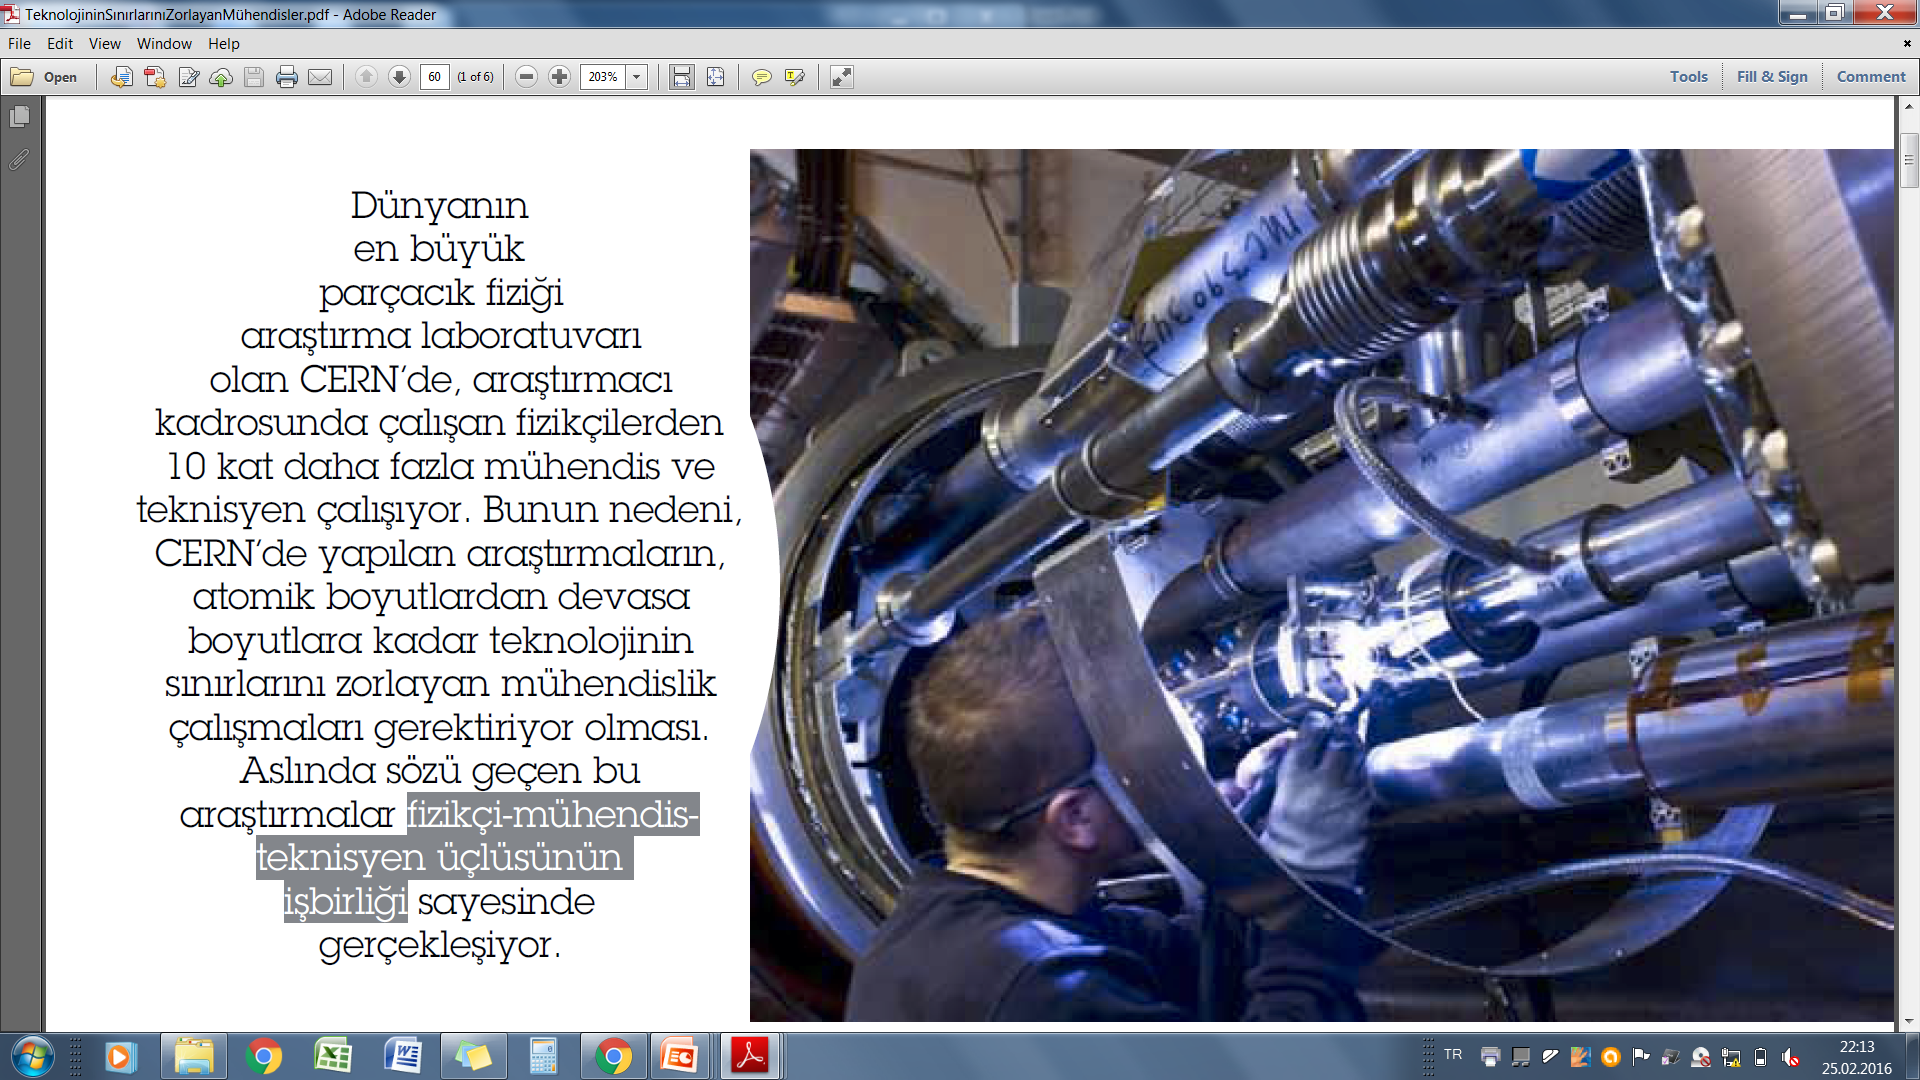 TeknolojininSınırlarınıZorlayanMühendisler.pdf - Adobe Reader
File Edit View Window Help
Open 60 (1 of 6) 203% Tools Fill & Sign Comment
Dünyanın
en büyük
parçacık fiziği
araştırma laboratuvarı
olan CERN'de, araştırmacı
kadrosunda çalışan fizikçilerden
10 kat daha fazla mühendis ve
teknisyen çalışıyor. Bunun nedeni,
CERN'de yapılan araştırmaların,
atomik boyutlardan devasa
boyutlara kadar teknolojinin
sınırlarını zorlayan mühendislik
çalışmaları gerektiriyor olması.
Aslında sözü geçen bu
araştırmalar fizikçi-mühendis-
teknisyen üçlüsünün
işbirliği sayesinde
gerçekleşiyor.
TR
22:13
25.02.2016